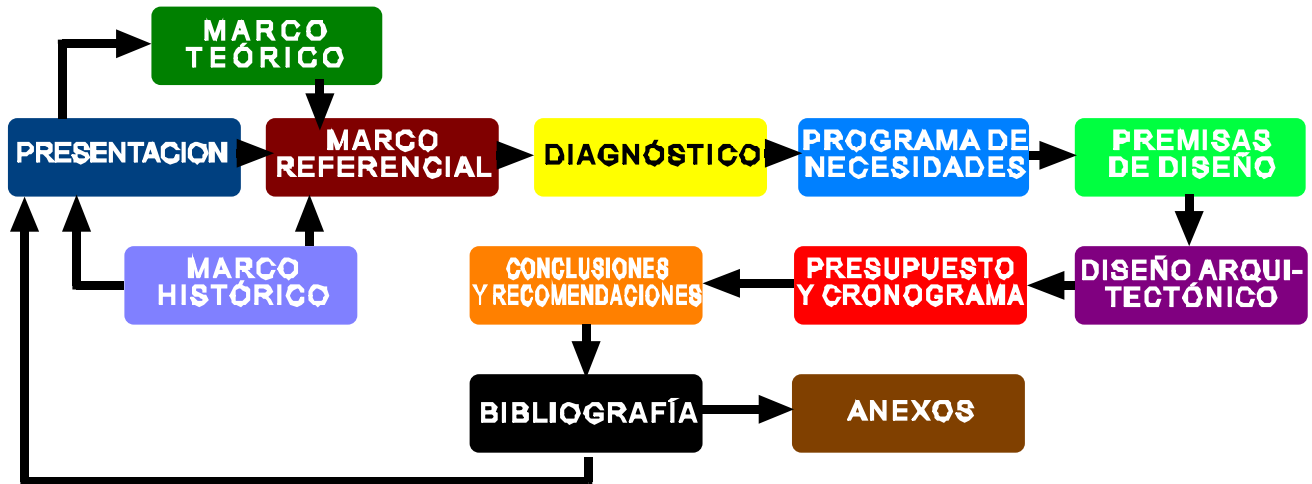 MARCO
TEÓRICO
PRESENTACION
MARCO
REFERENCIAL
DIAGNÓSTICO
PROGRAMA DE
NECESIDADES
PREMISAS
DE DISEÑO
MARCO
HISTÓRICO
CONCLUSIONES
Y RECOMENDACIONES
PRESUPUESTO
Y CRONOGRAMA
DISEÑO ARQUI-
TECTÓNICO
BIBLIOGRAFÍA
ANEXOS